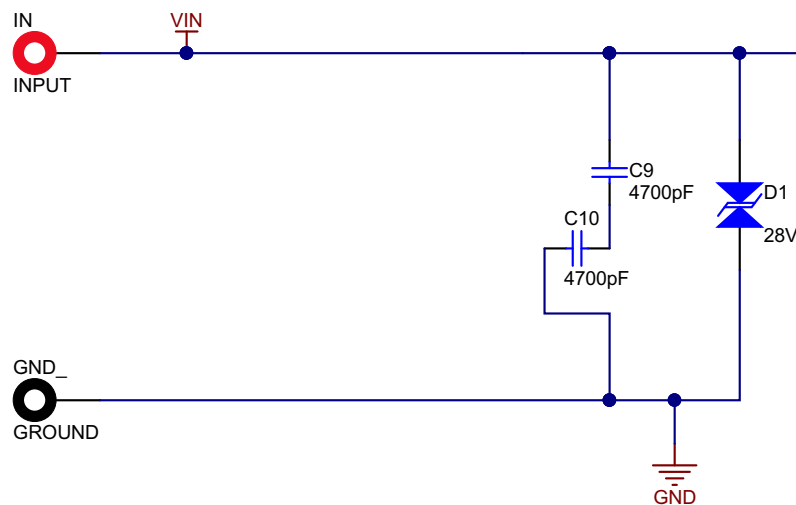 IN
VIN
INPUT
C9
4700pF
D1
C10
28V
4700pF
GND_
GROUND
GND